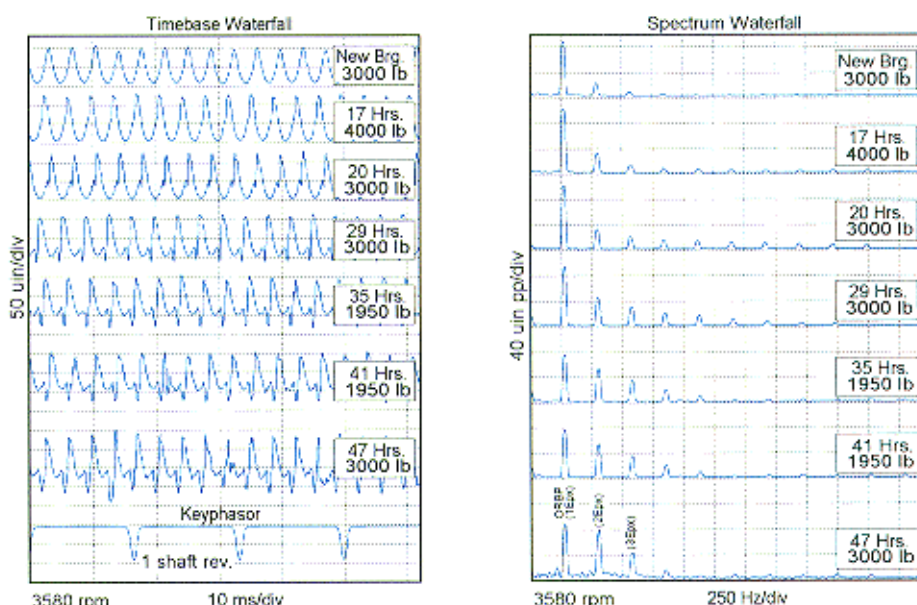 Timebase Waterfall
50 uin/div
New Brg.
3000 lb
17 Hrs.
4000 lb
20 Hrs.
3000 lb
29 Hrs.
3000 lb
35 Hrs.
1950 lb
41 Hrs.
1950 lb
47 Hrs.
3000 lb
Keyphasor
1 shaft rev.
3580 rpm
10 ms/div
Spectrum Waterfall
40 uin pp/div
New Brg.
3000 lb
17 Hrs.
4000 lb
20 Hrs.
3000 lb
29 Hrs.
3000 lb
35 Hrs.
1950 lb
41 Hrs.
1950 lb
ORBP
(1Epx)
(2Epx)
(3Epx)
47 Hrs.
3000 lb
3580 rpm
250 Hz/div